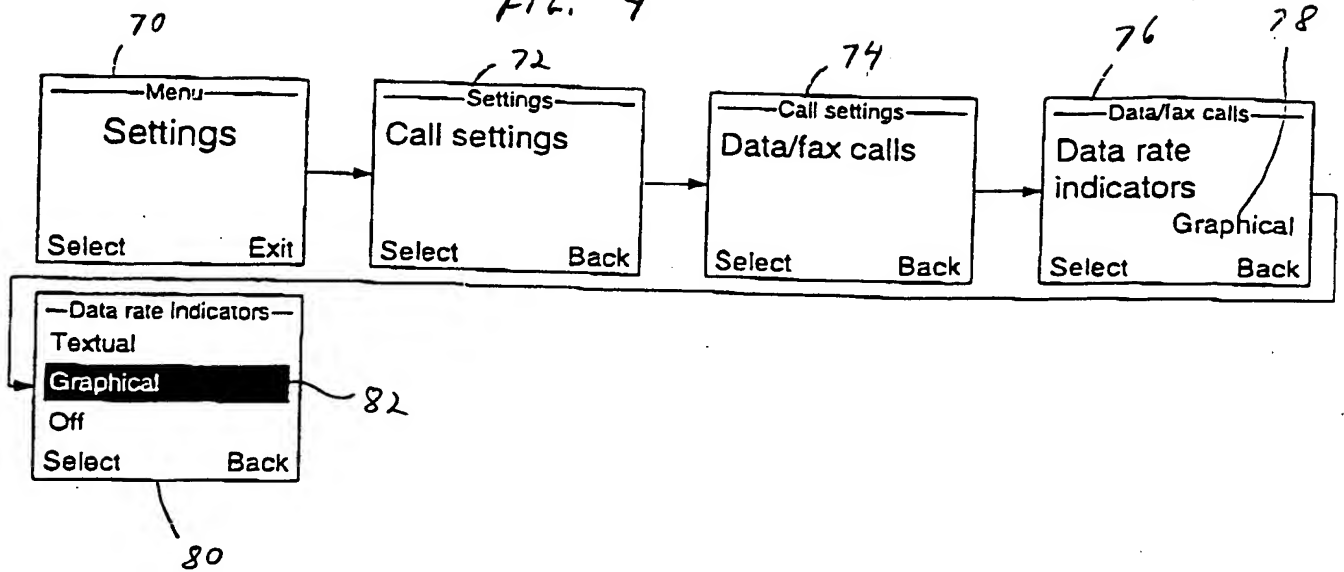 FIG. 4
70
72
74
76
78
Menu
Settings
Select Exit
Settings
Call settings
Select Back
Call settings
Data/fax calls
Select Back
Data/fax calls
Data rate
indicators
Graphical
Select Back
Data rate indicators
Textual
Graphical
Off
Select Back
82
80